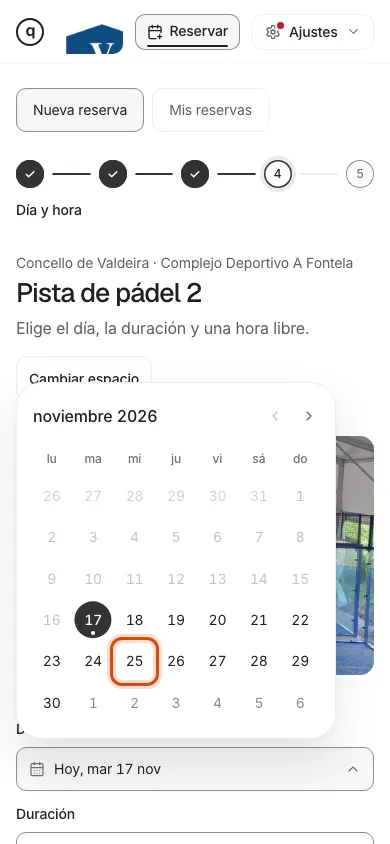 q
Reservar
Ajustes
Nueva reserva
Mis reservas
4
5
Día y hora
Concello de Valdeira · Complejo Deportivo A Fontela
Pista de pádel 2
Elige el día, la duración y una hora libre.
Cambiar espacio
noviembre 2026
lu ma mi ju vi sá do
26 27 28 29 30 31 1
2 3 4 5 6 7 8
9 10 11 12 13 14 15
16 17 18 19 20 21 22
23 24 25 26 27 28 29
30 1 2 3 4 5 6
Hoy, mar 17 nov
Duración